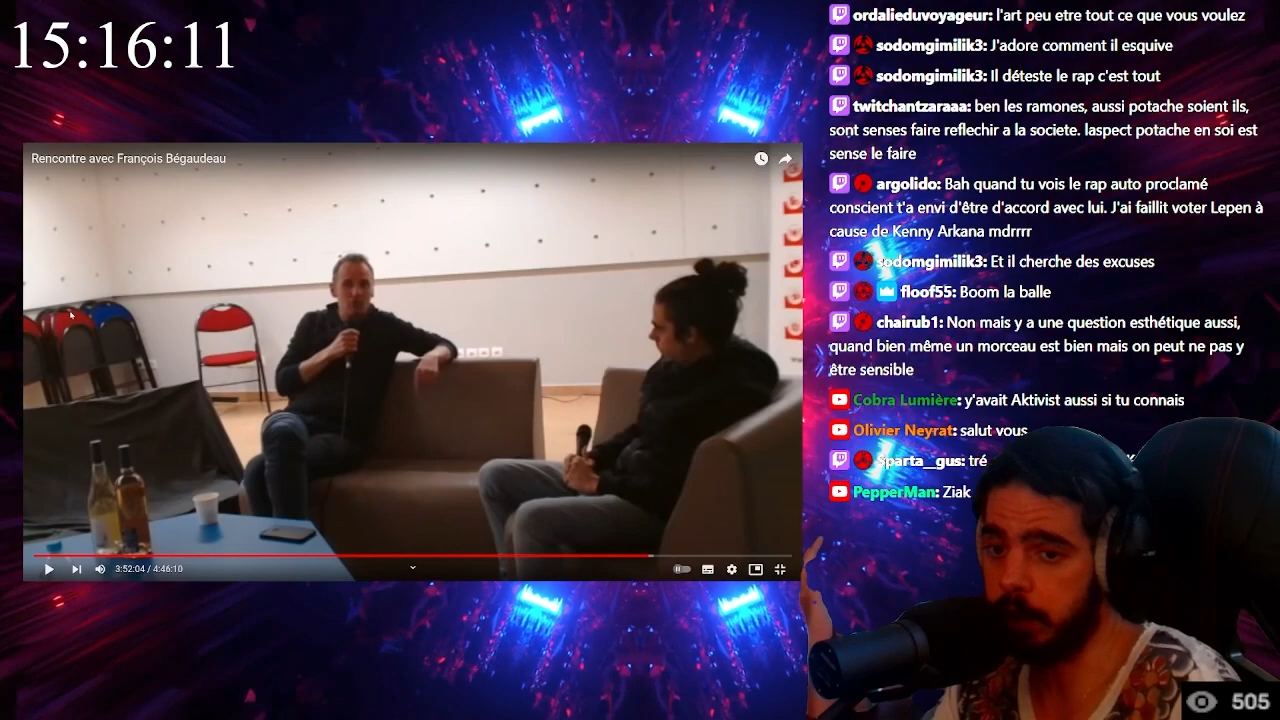 15:16:11
Rencontre avec François Bégaudeau
3:52:04 / 4:46:10
ordalieduvoyageur: l'art peu etre tout ce que vous voulez
sodomgimilik3: J'adore comment il esquive
sodomgimilik3: Il déteste le rap c'est tout
twitchantzaraaa: ben les ramones, aussi potache soient ils,
sont senses faire reflechir a la societe. laspect potache en soi est
sense le faire
argolido: Bah quand tu vois le rap auto proclamé
conscient t'a envi d'être d'accord avec lui. J'ai faillit voter Lepen à
cause de Kenny Arkana mdrrrr
sodomgimilik3: Et il cherche des excuses
floof55: Boom la balle
chairub1: Non mais y a une question esthétique aussi,
quand bien même un morceau est bien mais on peut ne pas y
être sensible
Cobra Lumière: y'avait Aktivist aussi si tu connais
Olivier Neyrat: salut vous
Sparta__gus: tré
PepperMan: Ziak
505